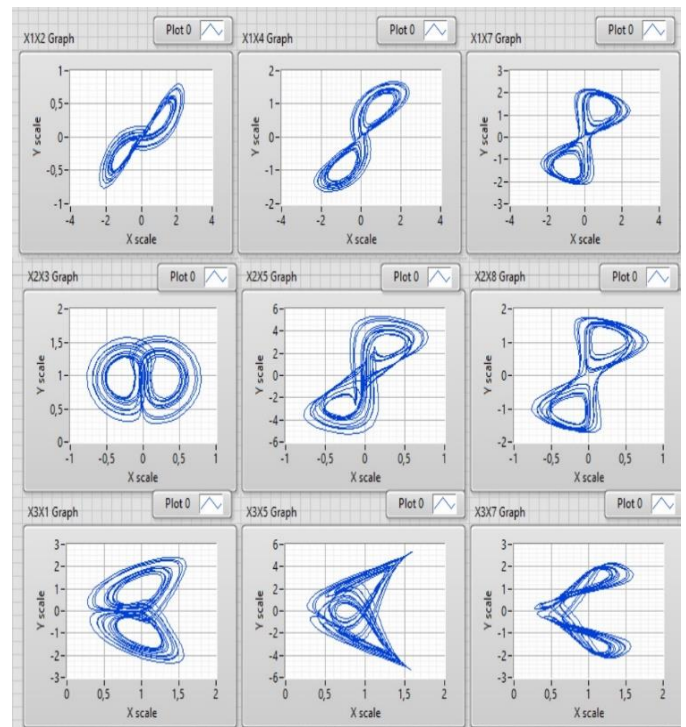 X1X2 Graph Plot 0 X1X4 Graph Plot 0 X1X7 Graph Plot 0
1 2 3
0,5 1 2
1
0 0 0
-1
-0,5 -1 -2
-1 -2 -3
-4 -2 0 2 4 -4 -2 0 2 4 -4 -2 0 2 4
Y scale Y scale Y scale
X scale X scale X scale
X2X3 Graph Plot 0 X2X5 Graph Plot 0 X2X8 Graph Plot 0
2 6 2
1,5 4 1
2
1 0 0
-2
0,5 -4 -1
0 -6 -2
-1 -0,5 0 0,5 1 -1 -0,5 0 0,5 1 -1 -0,5 0 0,5 1
Y scale Y scale Y scale
X scale X scale X scale
X3X1 Graph Plot 0 X3X5 Graph Plot 0 X3X7 Graph Plot 0
3 6 3
2 4 2
1 2 1
0 0 0
-1 -2 -1
-2 -4 -2
-3 -6 -3
0 0,5 1 1,5 2 0 0,5 1 1,5 2 0 0,5 1 1,5 2
Y scale Y scale Y scale
X scale X scale X scale